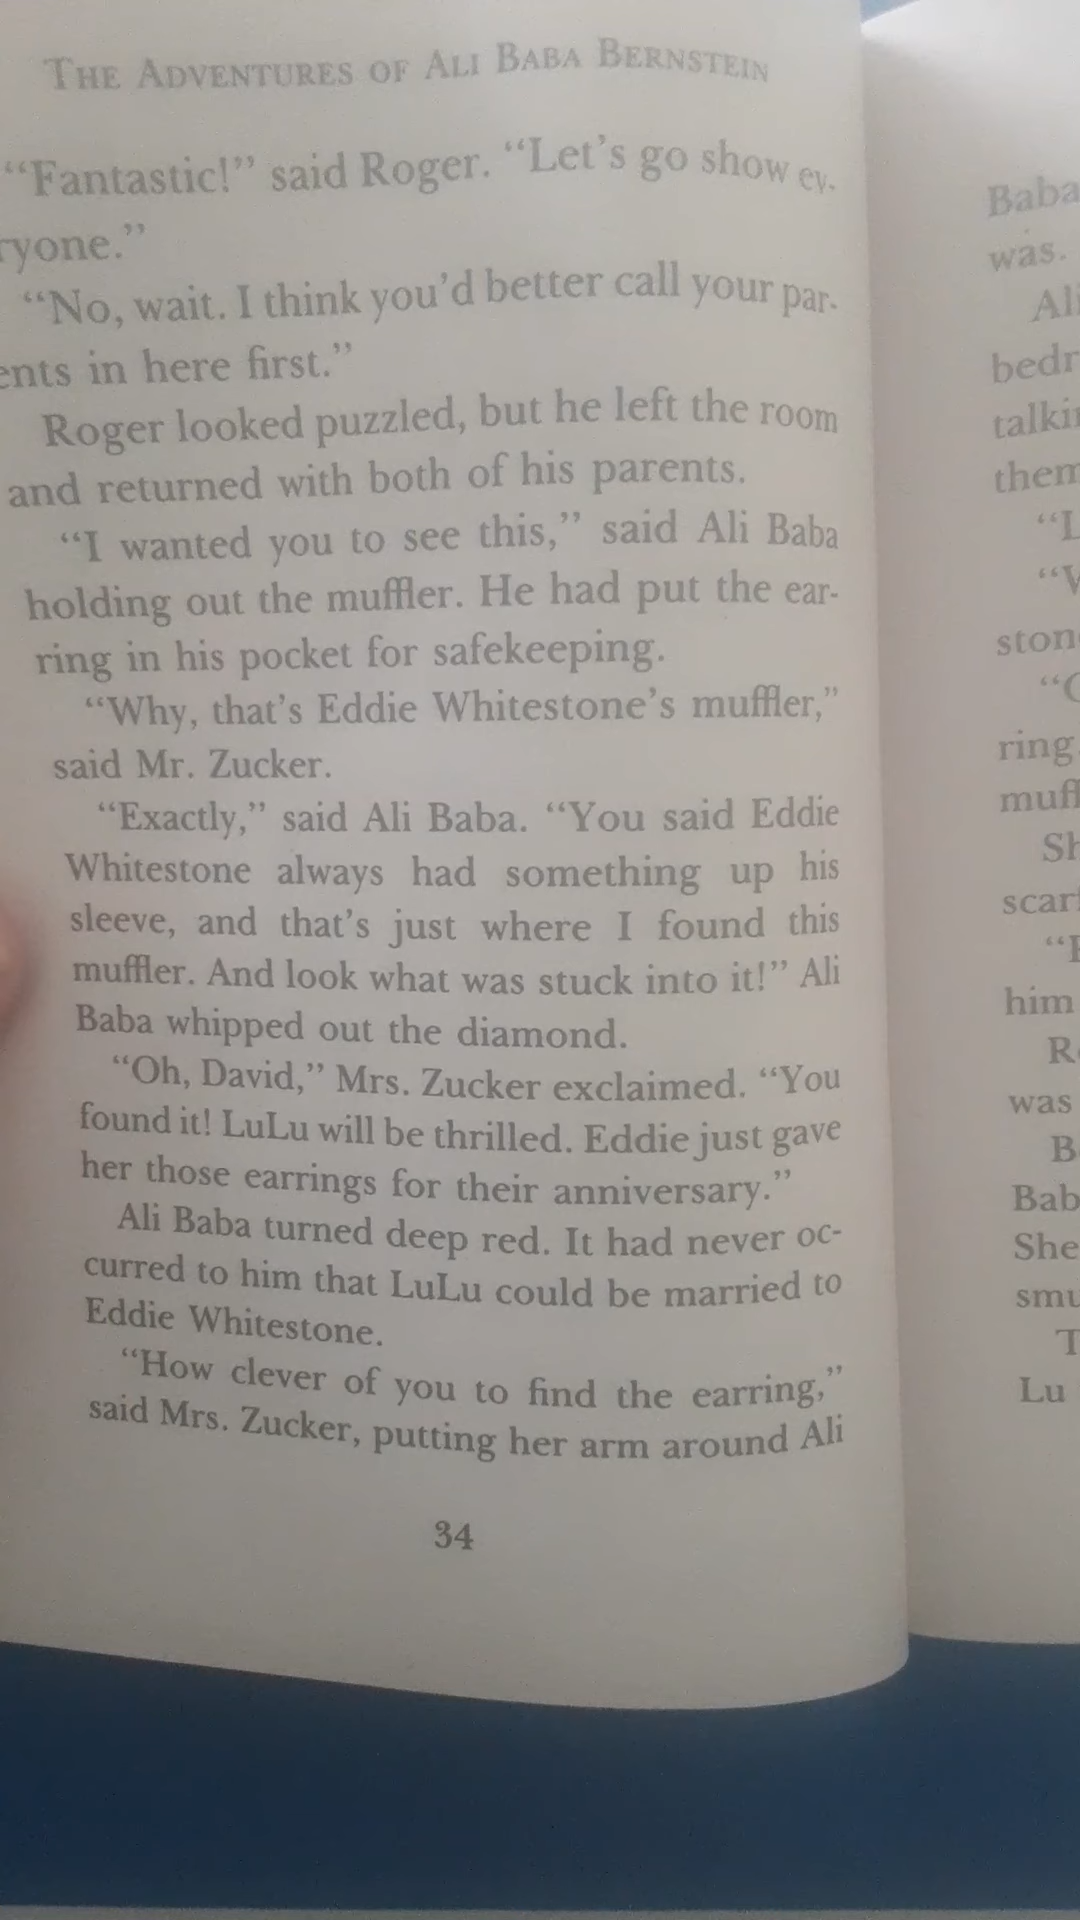 THE ADVENTURES OF ALI BABA BERNSTEIN
“Fantastic!” said Roger. “Let’s go show ev-
ryone.”
“No, wait. I think you’d better call your par-
ents in here first.”
Roger looked puzzled, but he left the room
and returned with both of his parents.
“I wanted you to see this,” said Ali Baba
holding out the muffler. He had put the ear-
ring in his pocket for safekeeping.
“Why, that’s Eddie Whitestone’s muffler,”
said Mr. Zucker.
“Exactly,” said Ali Baba. “You said Eddie
Whitestone always had something up his
sleeve, and that’s just where I found this
muffler. And look what was stuck into it!” Ali
Baba whipped out the diamond.
“Oh, David,” Mrs. Zucker exclaimed. “You
found it! LuLu will be thrilled. Eddie just gave
her those earrings for their anniversary.”
Ali Baba turned deep red. It had never oc-
curred to him that LuLu could be married to
Eddie Whitestone.
“How clever of you to find the earring,”
said Mrs. Zucker, putting her arm around Ali
34
Baba
was.
Ali
bedr
talkin
them
“L
“V
ston
“C
ring
muff
Sh
scarf
him
was
Bab
She
smu
T
Lu